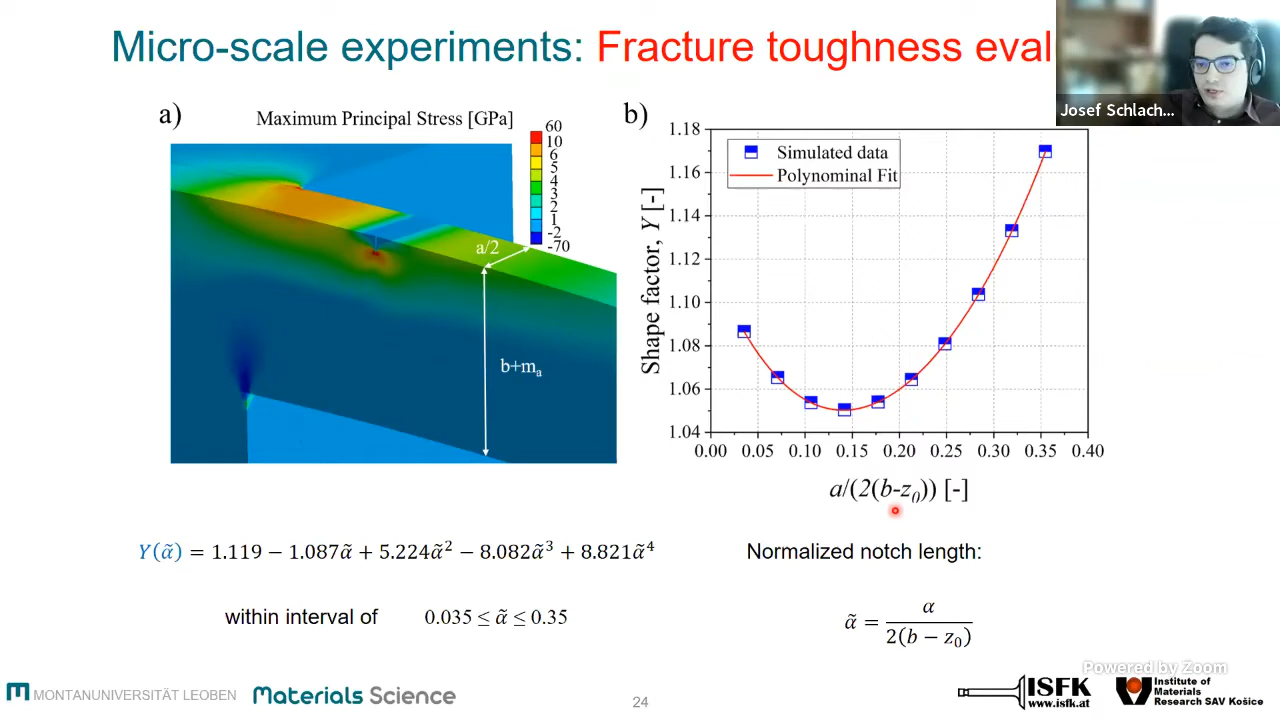 Micro-scale experiments: Fracture toughness eval
Josef Schlach...
a)
Maximum Principal Stress [GPa]
60
10
6
5
4
3
2
1
-2
-70
a/2
b+mₐ
b)
Simulated data
Polynominal Fit
Shape factor, Y [-]
1.18
1.16
1.14
1.12
1.10
1.08
1.06
1.04
0.00 0.05 0.10 0.15 0.20 0.25 0.30 0.35 0.40
a/(2(b-z₀)) [-]
Y(α̃) = 1.119 − 1.087α̃ + 5.224α̃² − 8.082α̃³ + 8.821α̃⁴
within interval of 0.035 ≤ α̃ ≤ 0.35
Normalized notch length:
α̃ = α / 2(b − z₀)
Powered by Zoom
MONTANUNIVERSITÄT LEOBEN
Materials Science
24
ISFK
www.isfk.at
Institute of
Materials
Research SAV Košice